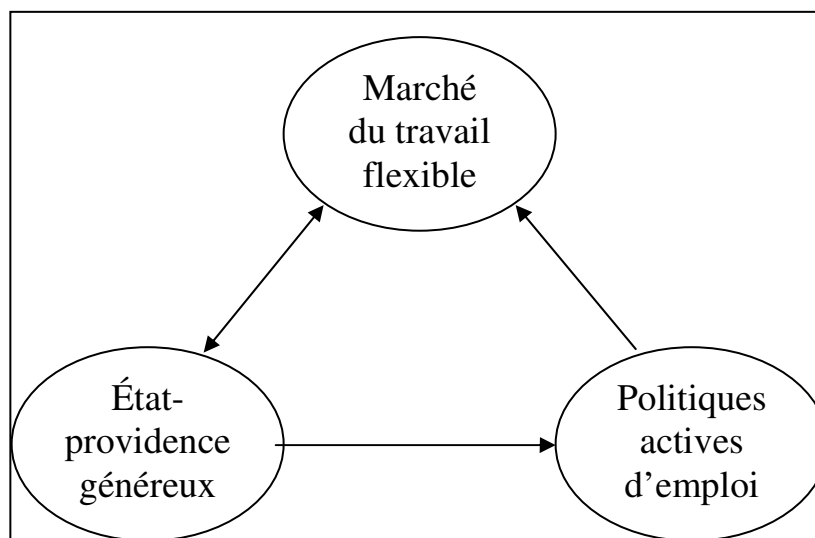 Marché
du travail
flexible
État-
providence
généreux
Politiques
actives
d’emploi